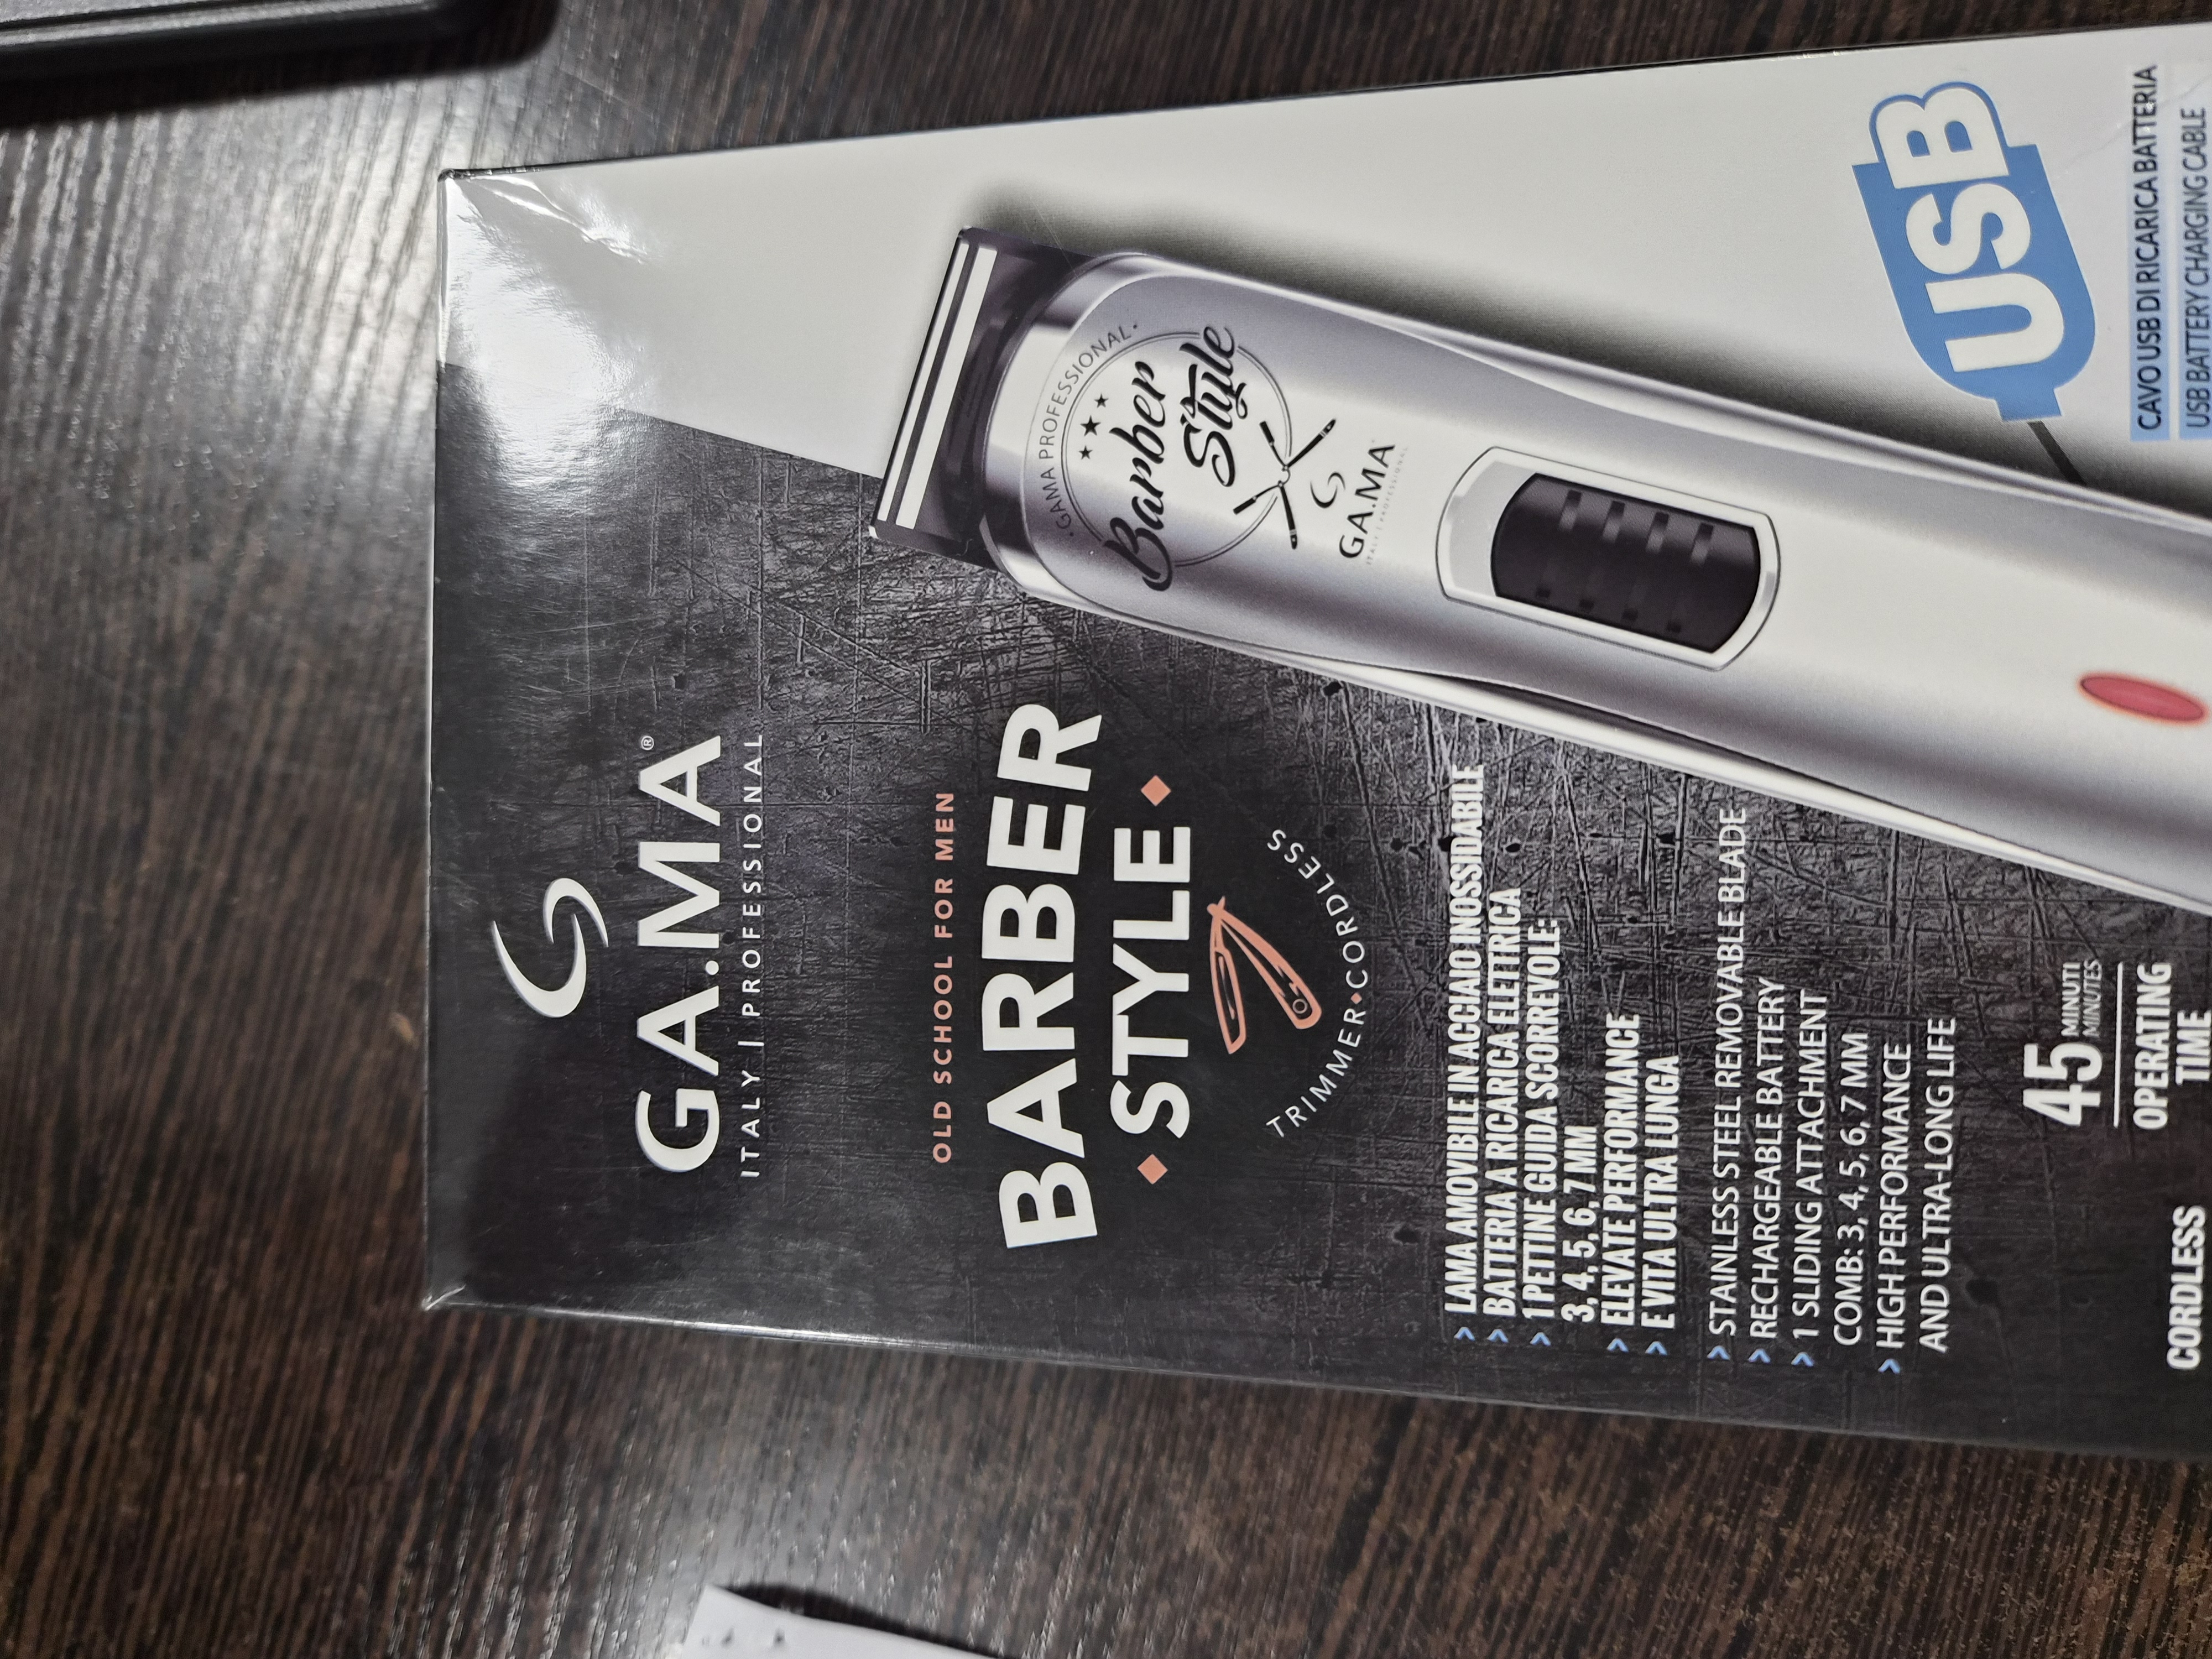 GA.MA®
ITALY | PROFESSIONAL
OLD SCHOOL FOR MEN
BARBER
STYLE
TRIMMER•CORDLESS
> LAMA AMOVIBILE IN ACCIAIO INOSSIDABILE
> BATTERIA A RICARICA ELETTRICA
> 1 PETTINE GUIDA SCORREVOLE:
3, 4, 5, 6, 7 MM
> ELEVATE PERFORMANCE
> E VITA ULTRA LUNGA
> STAINLESS STEEL REMOVABLE BLADE
> RECHARGEABLE BATTERY
> 1 SLIDING ATTACHMENT
COMB: 3, 4, 5, 6, 7 MM
> HIGH PERFORMANCE
AND ULTRA-LONG LIFE
CORDLESS
45 MINUTI
MINUTES
OPERATING
TIME
• GAMA PROFESSIONAL •
Barber
Style
GA.MA
ITALY | PROFESSIONAL
USB
CAVO USB DI RICARICA BATTERIA
USB BATTERY CHARGING CABLE